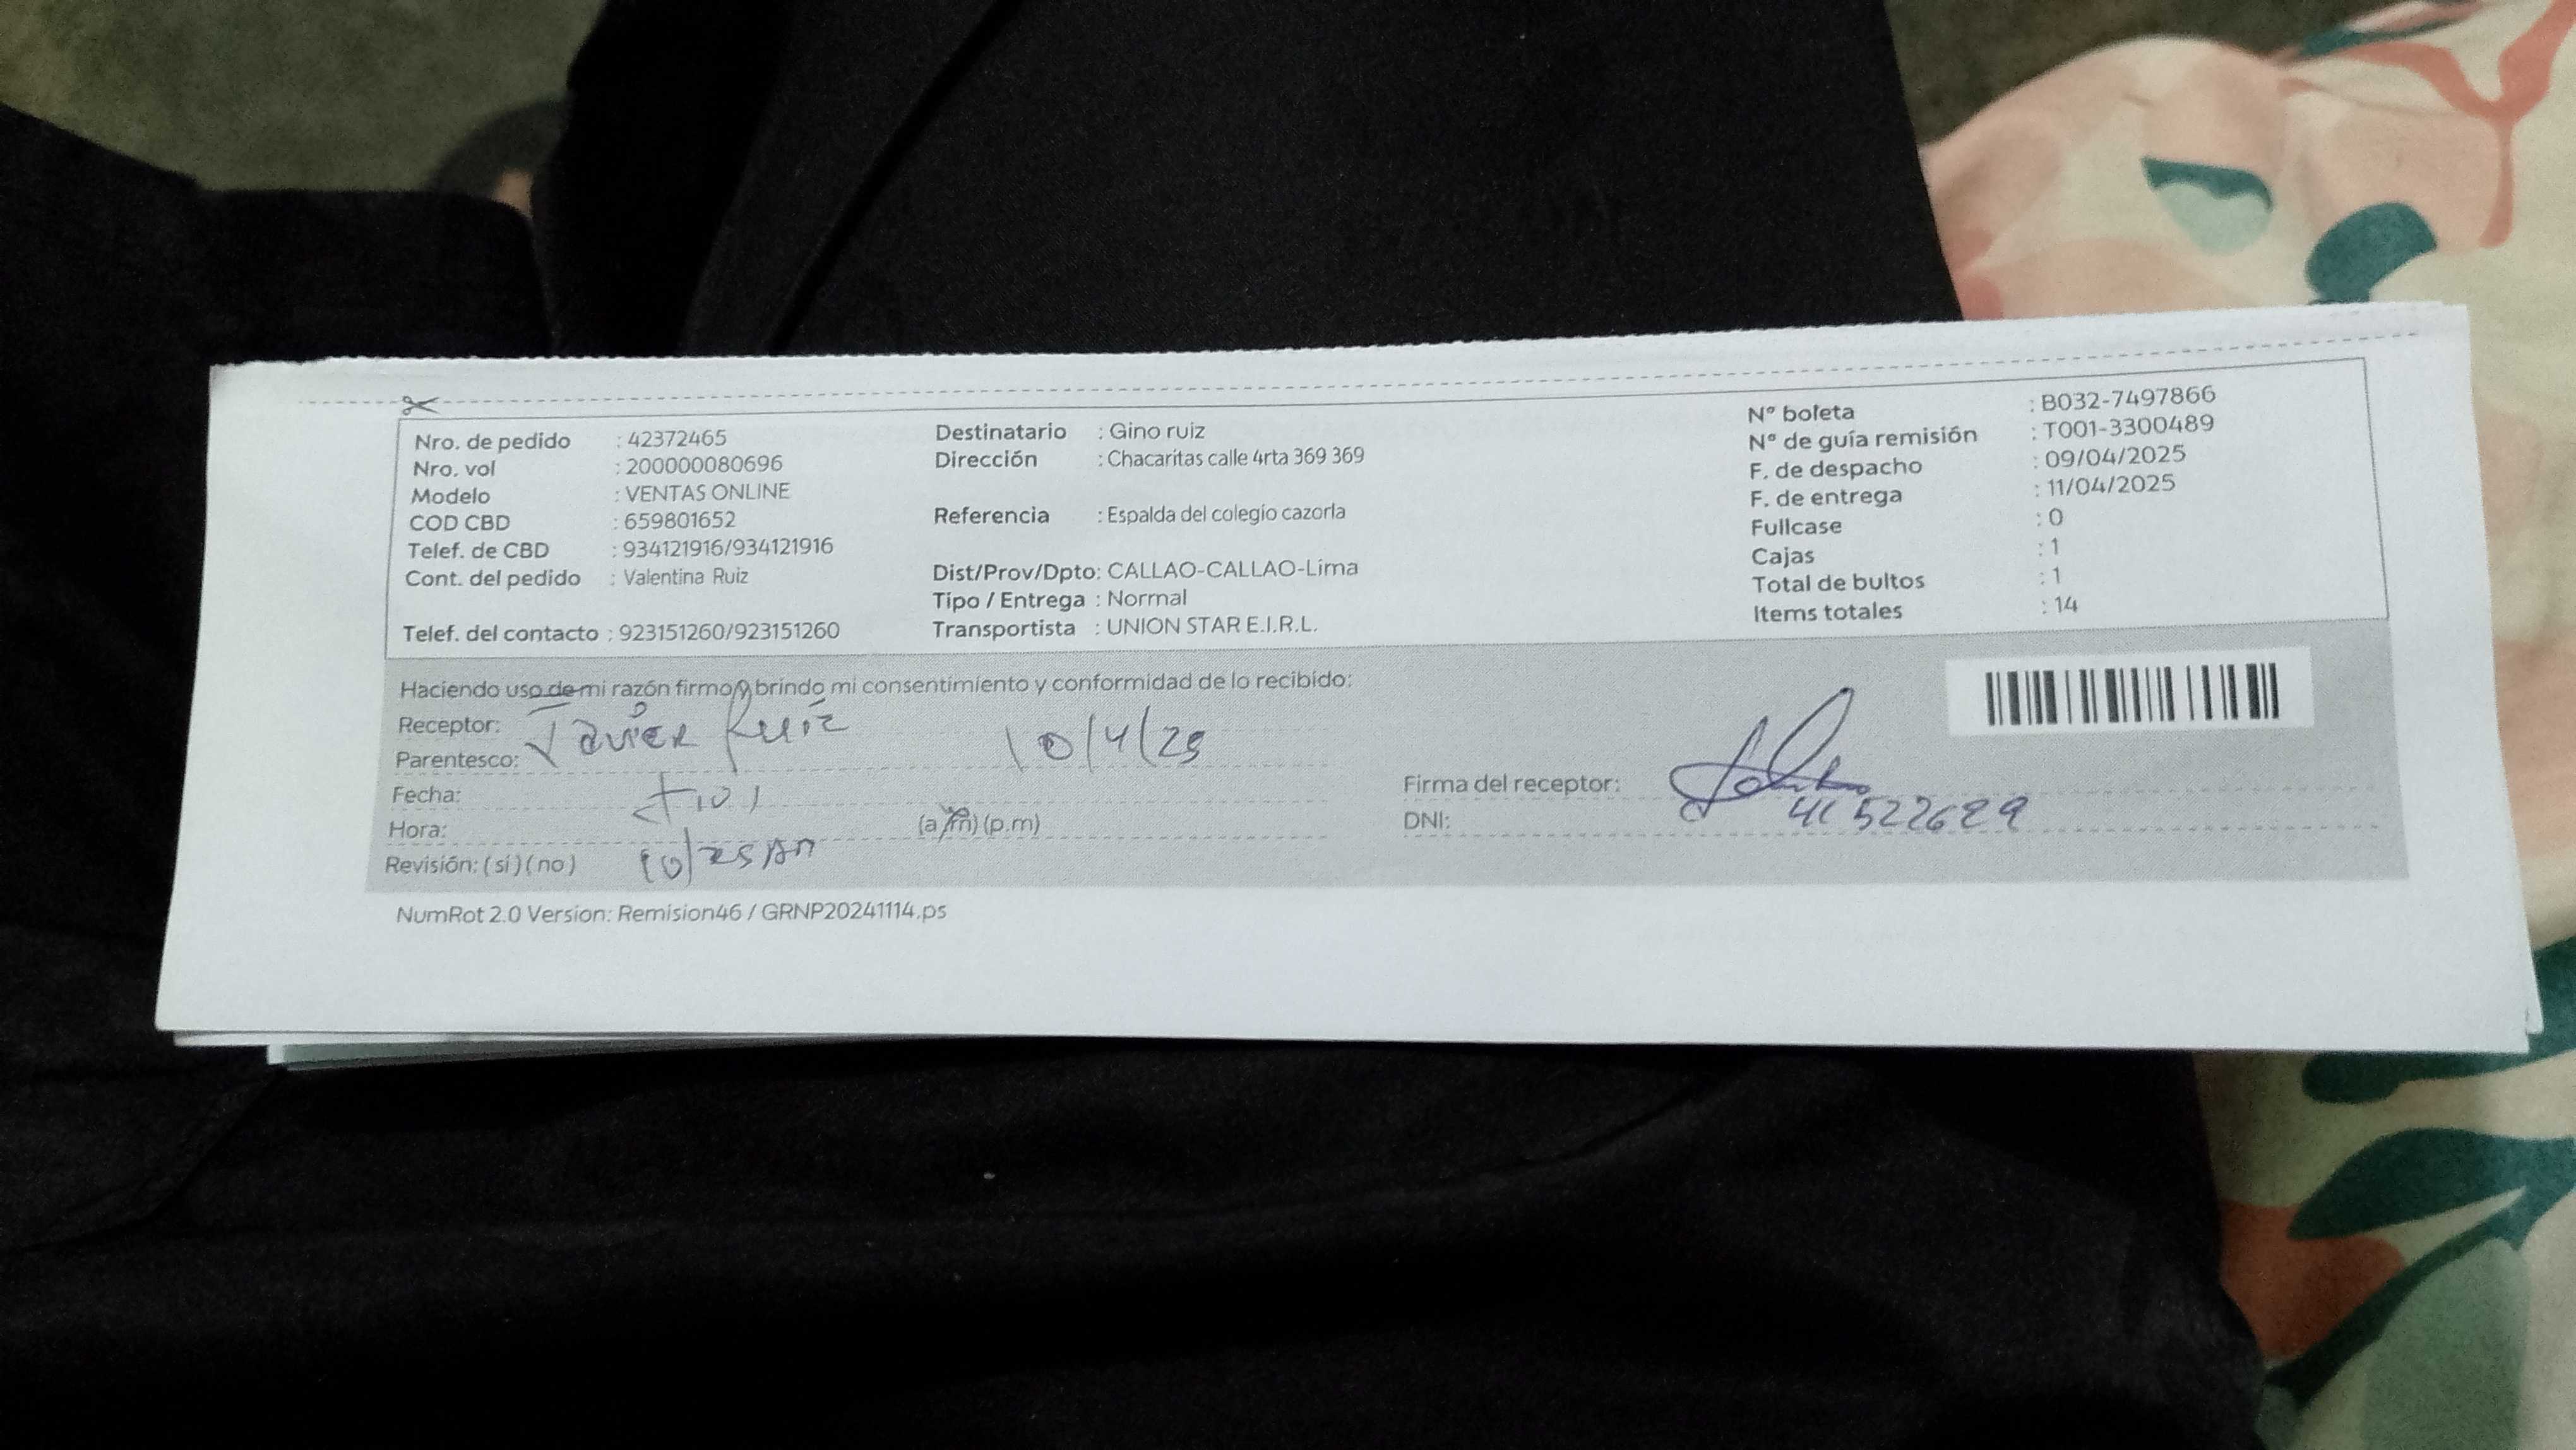 Nro. de pedido : 42372465
Nro. vol : 200000080696
Modelo : VENTAS ONLINE
COD CBD : 659801652
Telef. de CBD : 934121916/934121916
Cont. del pedido : Valentina Ruiz
Telef. del contacto : 923151260/923151260
Destinatario : Gino ruiz
Dirección : Chacaritas calle 4rta 369 369
Referencia : Espalda del colegio cazorla
Dist/Prov/Dpto: CALLAO-CALLAO-Lima
Tipo / Entrega : Normal
Transportista : UNION STAR E.I.R.L.
N° boleta : B032-7497866
N° de guía remisión : T001-3300489
F. de despacho : 09/04/2025
F. de entrega : 11/04/2025
Fullcase : 0
Cajas : 1
Total de bultos : 1
Items totales : 14
Haciendo uso de mi razón firmo y brindo mi consentimiento y conformidad de lo recibido:
Receptor: Javier Ruiz
Parentesco: 10/4/25
Fecha: tio
Hora: (a.m) (p.m)
Revisión: (si) (no) 10/25 AM
Firma del receptor:
DNI: 41522629
NumRot 2.0 Version: Remision46 / GRNP20241114.ps